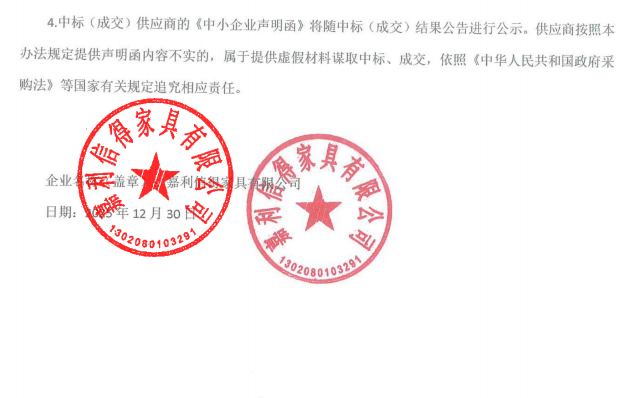 4.中标（成交）供应商的《中小企业声明函》将随中标（成交）结果公告进行公示。供应商按照本
办法规定提供声明函内容不实的，属于提供虚假材料谋取中标、成交，依照《中华人民共和国政府采
购法》等国家有关规定追究相应责任。
企业名 盖章 嘉利信得家具有限公司
日期： 年 12 月 30 日
嘉利信得家具有限公司
1302080103291
嘉利信得家具有限公司
1302080103291